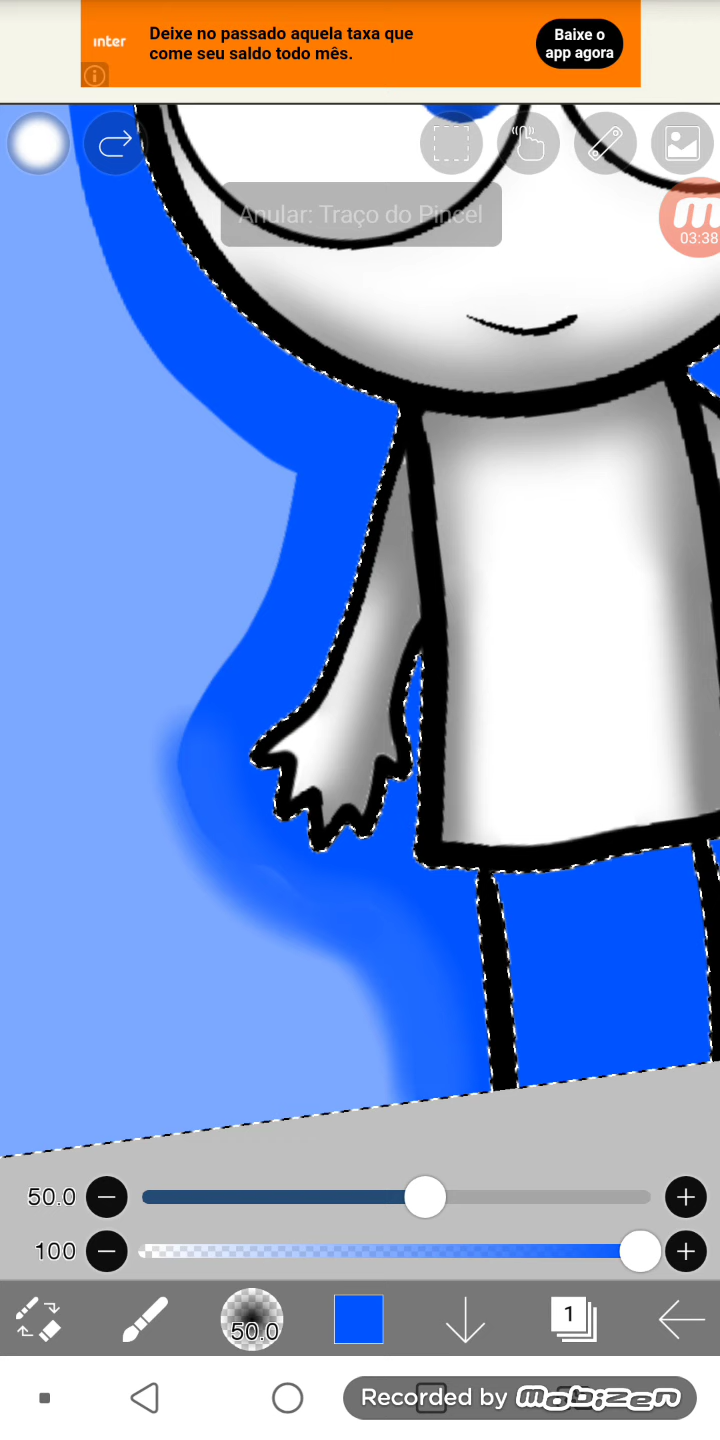 inter
Deixe no passado aquela taxa que
come seu saldo todo mês.
Baixe o
app agora
Anular: Traço do Pincel
m
03:38
50.0
100
50.0
1
Recorded by mobizen